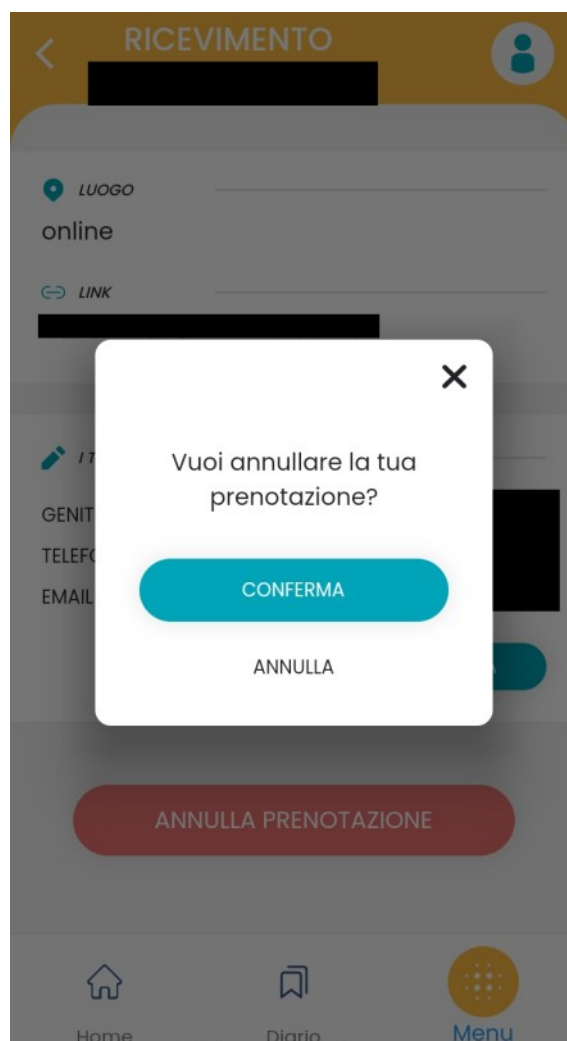 RICEVIMENTO
LUOGO
online
LINK
Vuoi annullare la tua
prenotazione?
I T
GENIT
TELEFO
EMAIL
CONFERMA
ANNULLA
ANNULLA PRENOTAZIONE
Home
Diario
Menu